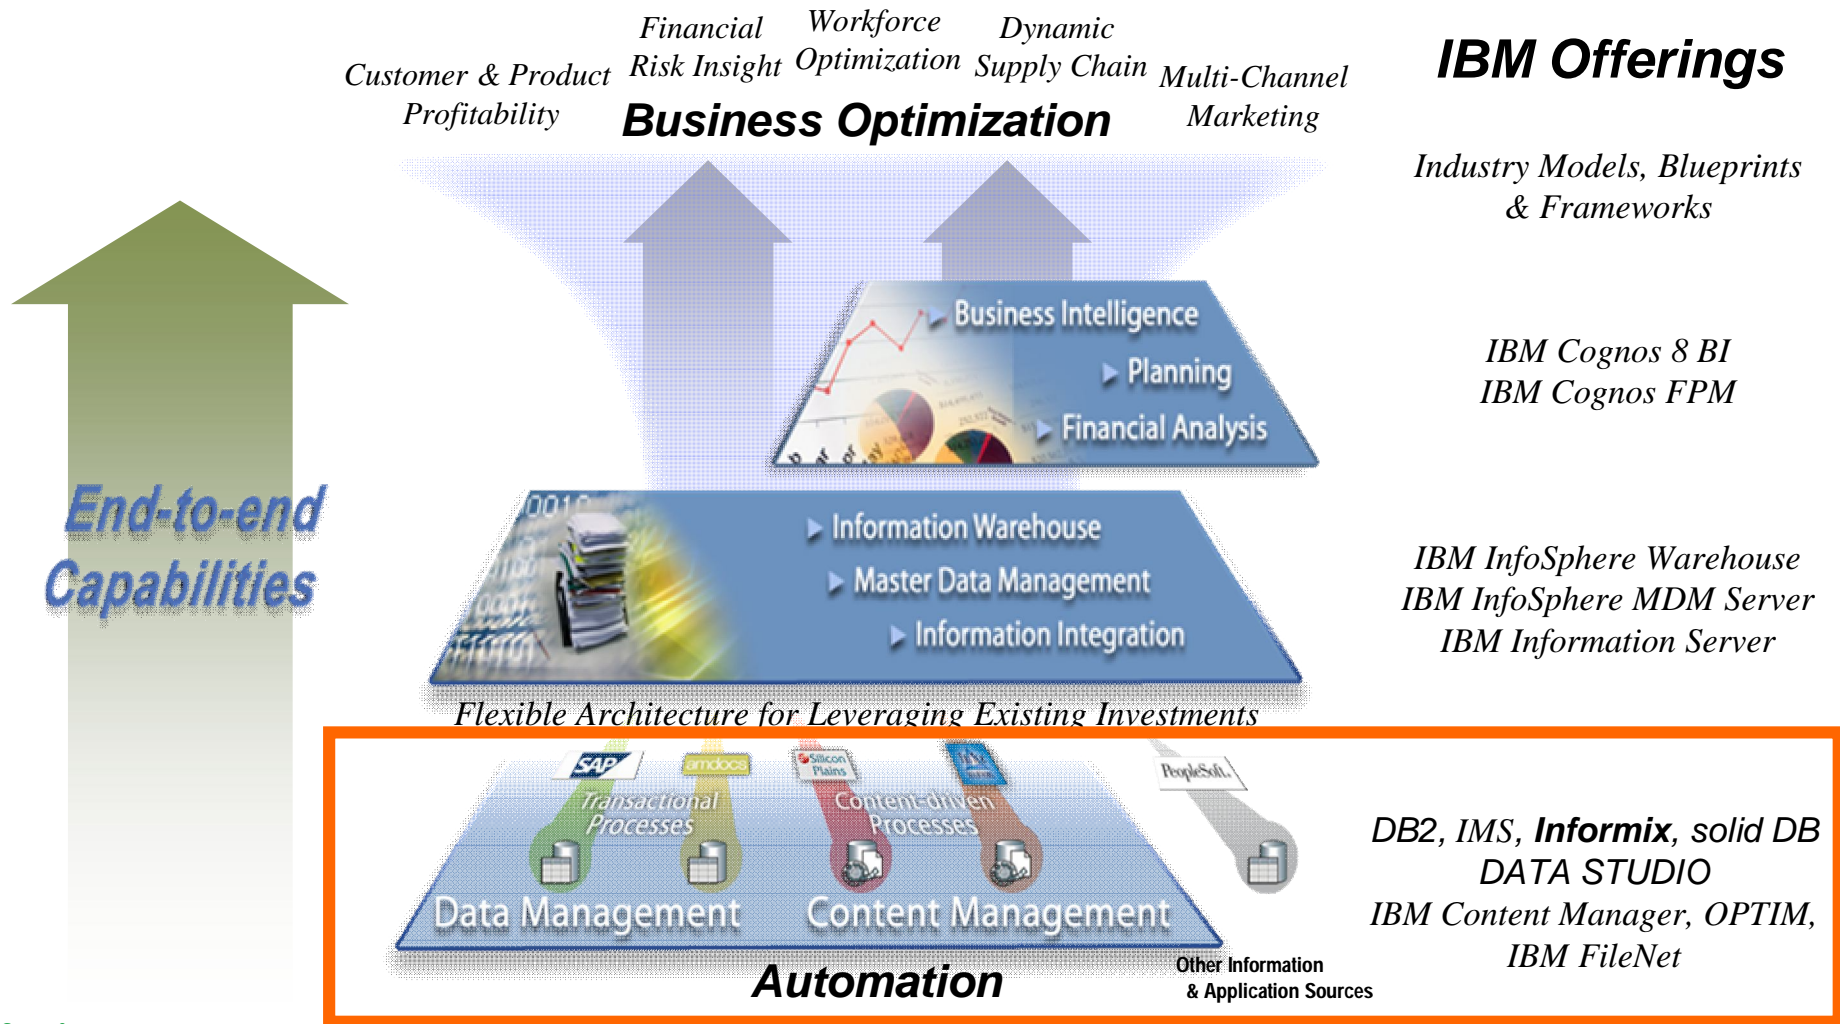 Financial
Risk Insight
Workforce
Optimization
Dynamic
Supply Chain
Customer & Product
Profitability
Multi-Channel
Marketing
Business Optimization
IBM Offerings
Industry Models, Blueprints
& Frameworks
Business Intelligence
Planning
Financial Analysis
IBM Cognos 8 BI
IBM Cognos FPM
End-to-end
Capabilities
Information Warehouse
Master Data Management
Information Integration
IBM InfoSphere Warehouse
IBM InfoSphere MDM Server
IBM Information Server
Flexible Architecture for Leveraging Existing Investments
SAP
amdocs
Silicon
Plains
PeopleSoft.
Transactional
Processes
Content-driven
Processes
Data Management
Content Management
DB2, IMS, Informix, solid DB
DATA STUDIO
IBM Content Manager, OPTIM,
IBM FileNet
Automation
Other Information
& Application Sources